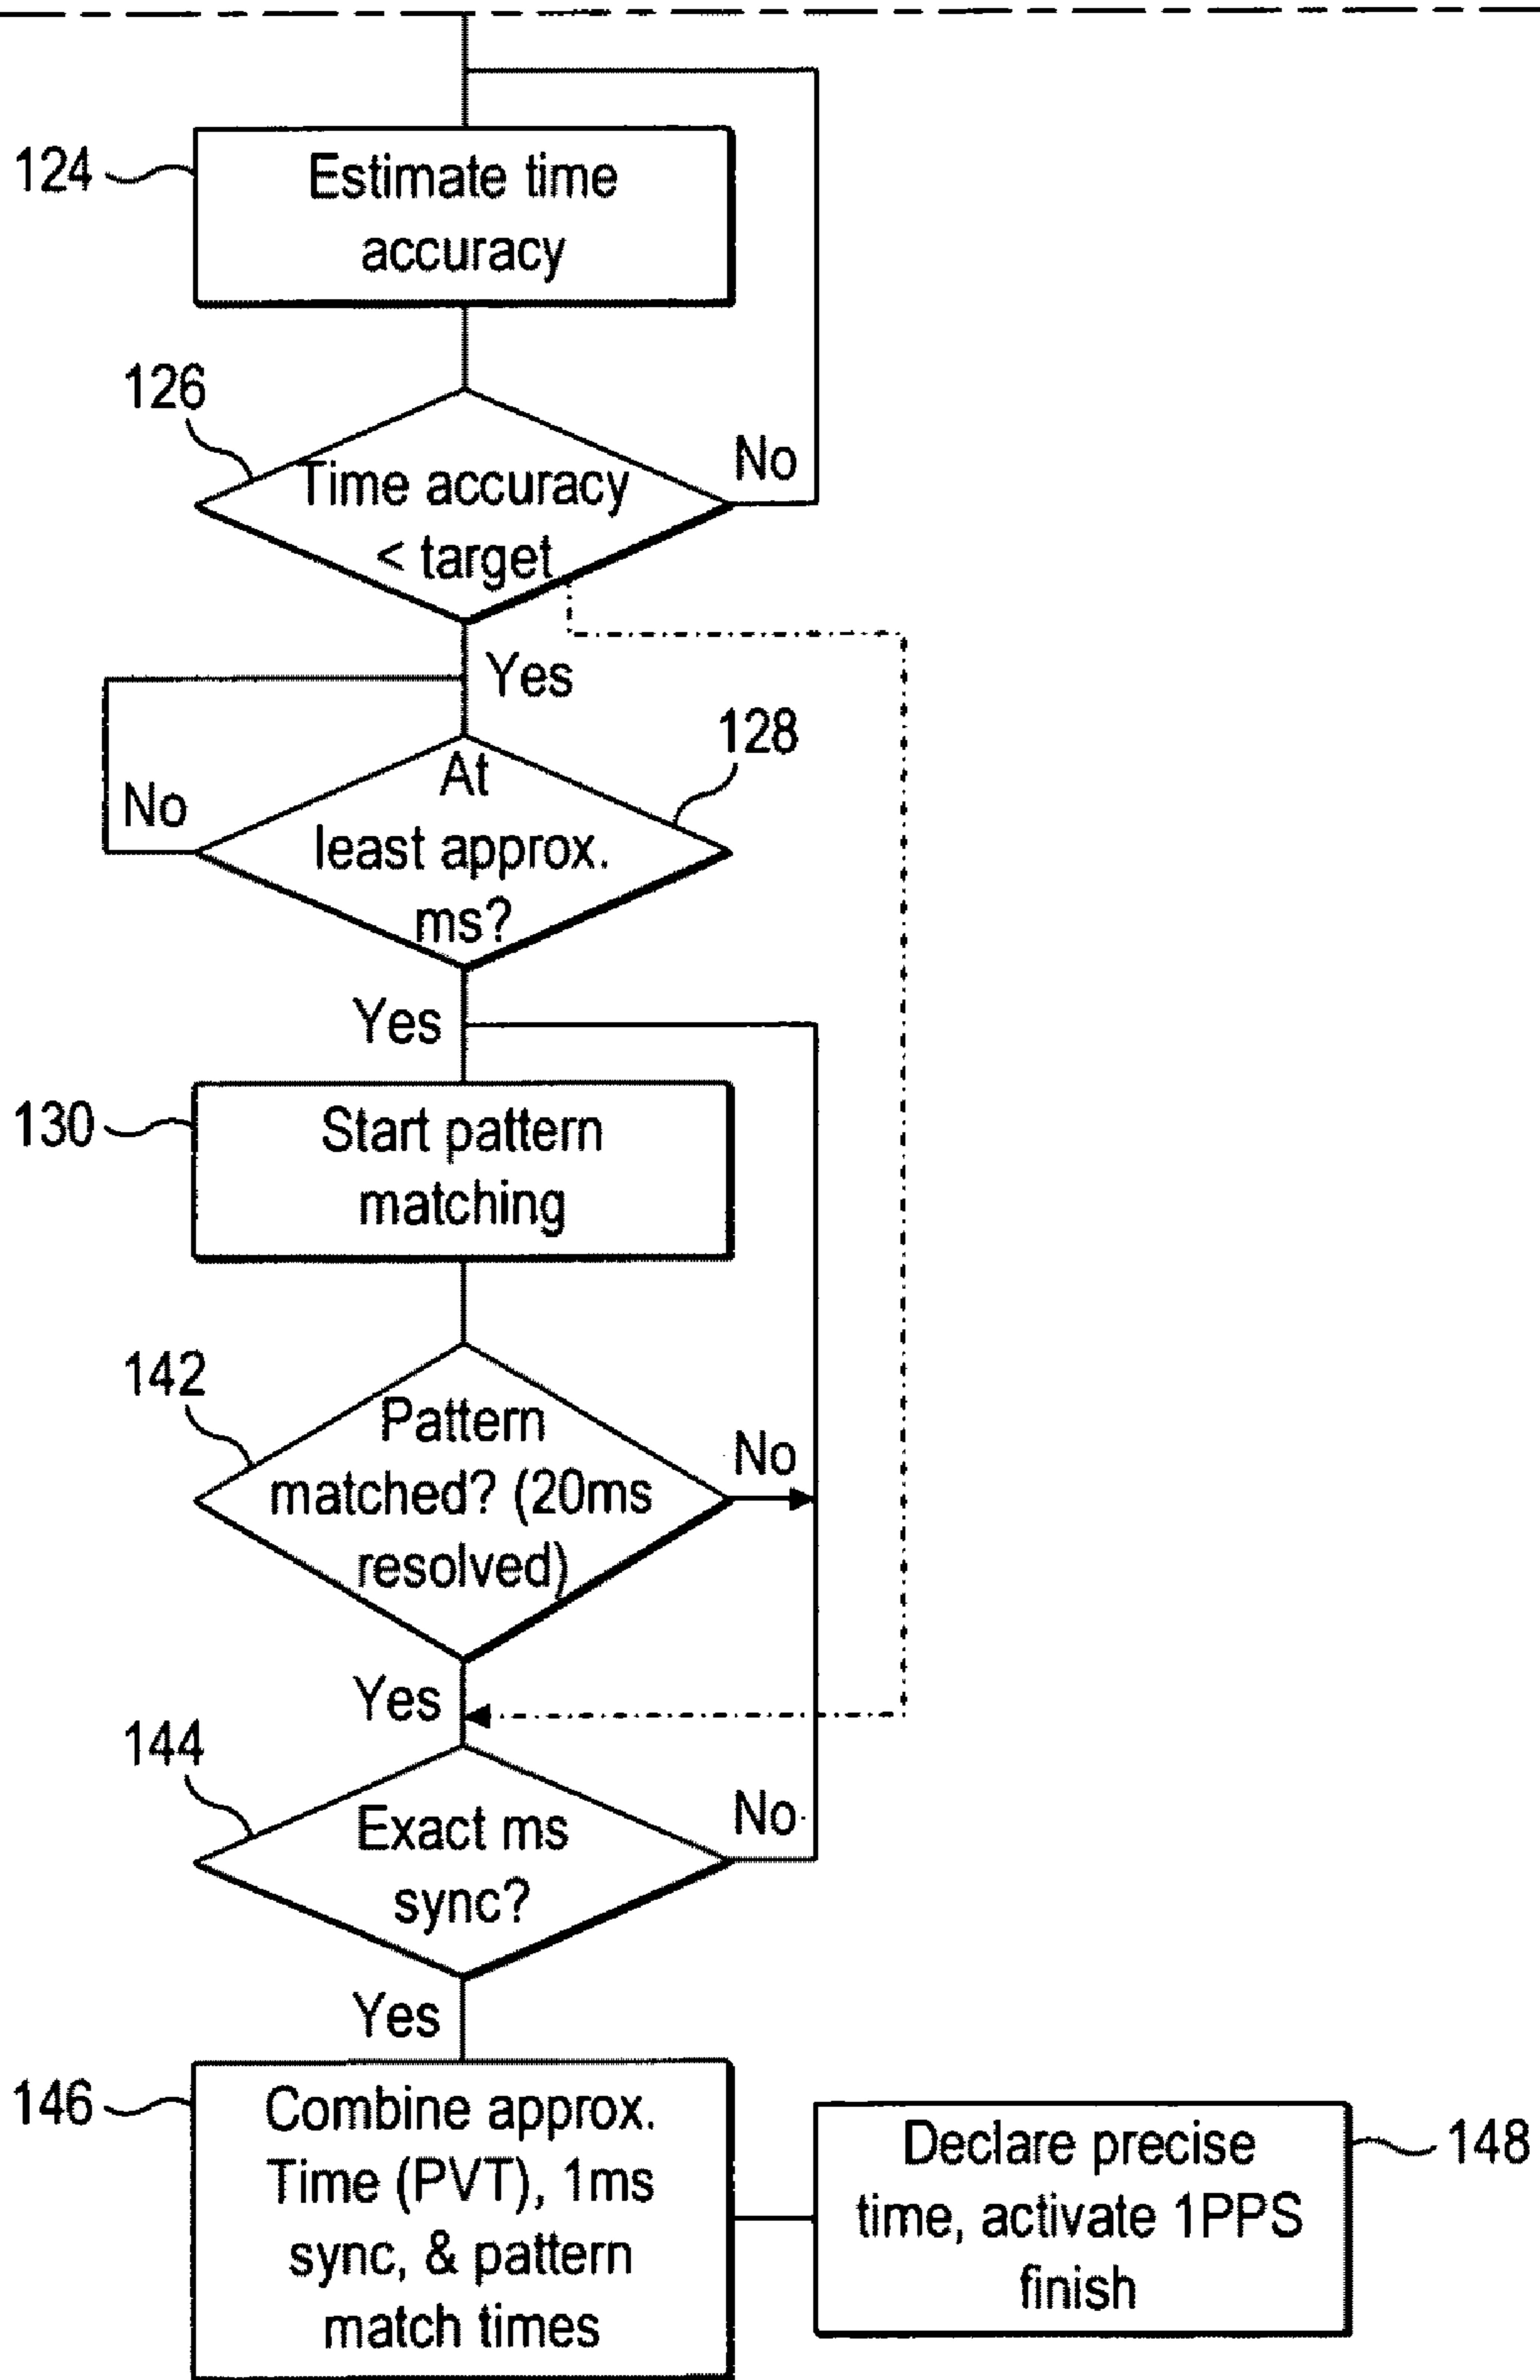 124
Estimate time
accuracy
126
Time accuracy
< target
No
Yes
128
At
least approx.
ms?
No
Yes
130
Start pattern
matching
142
Pattern
matched? (20ms
resolved)
No
Yes
144
Exact ms
sync?
No
Yes
146
Combine approx.
Time (PVT), 1ms
sync, & pattern
match times
Declare precise
time, activate 1PPS
finish
148